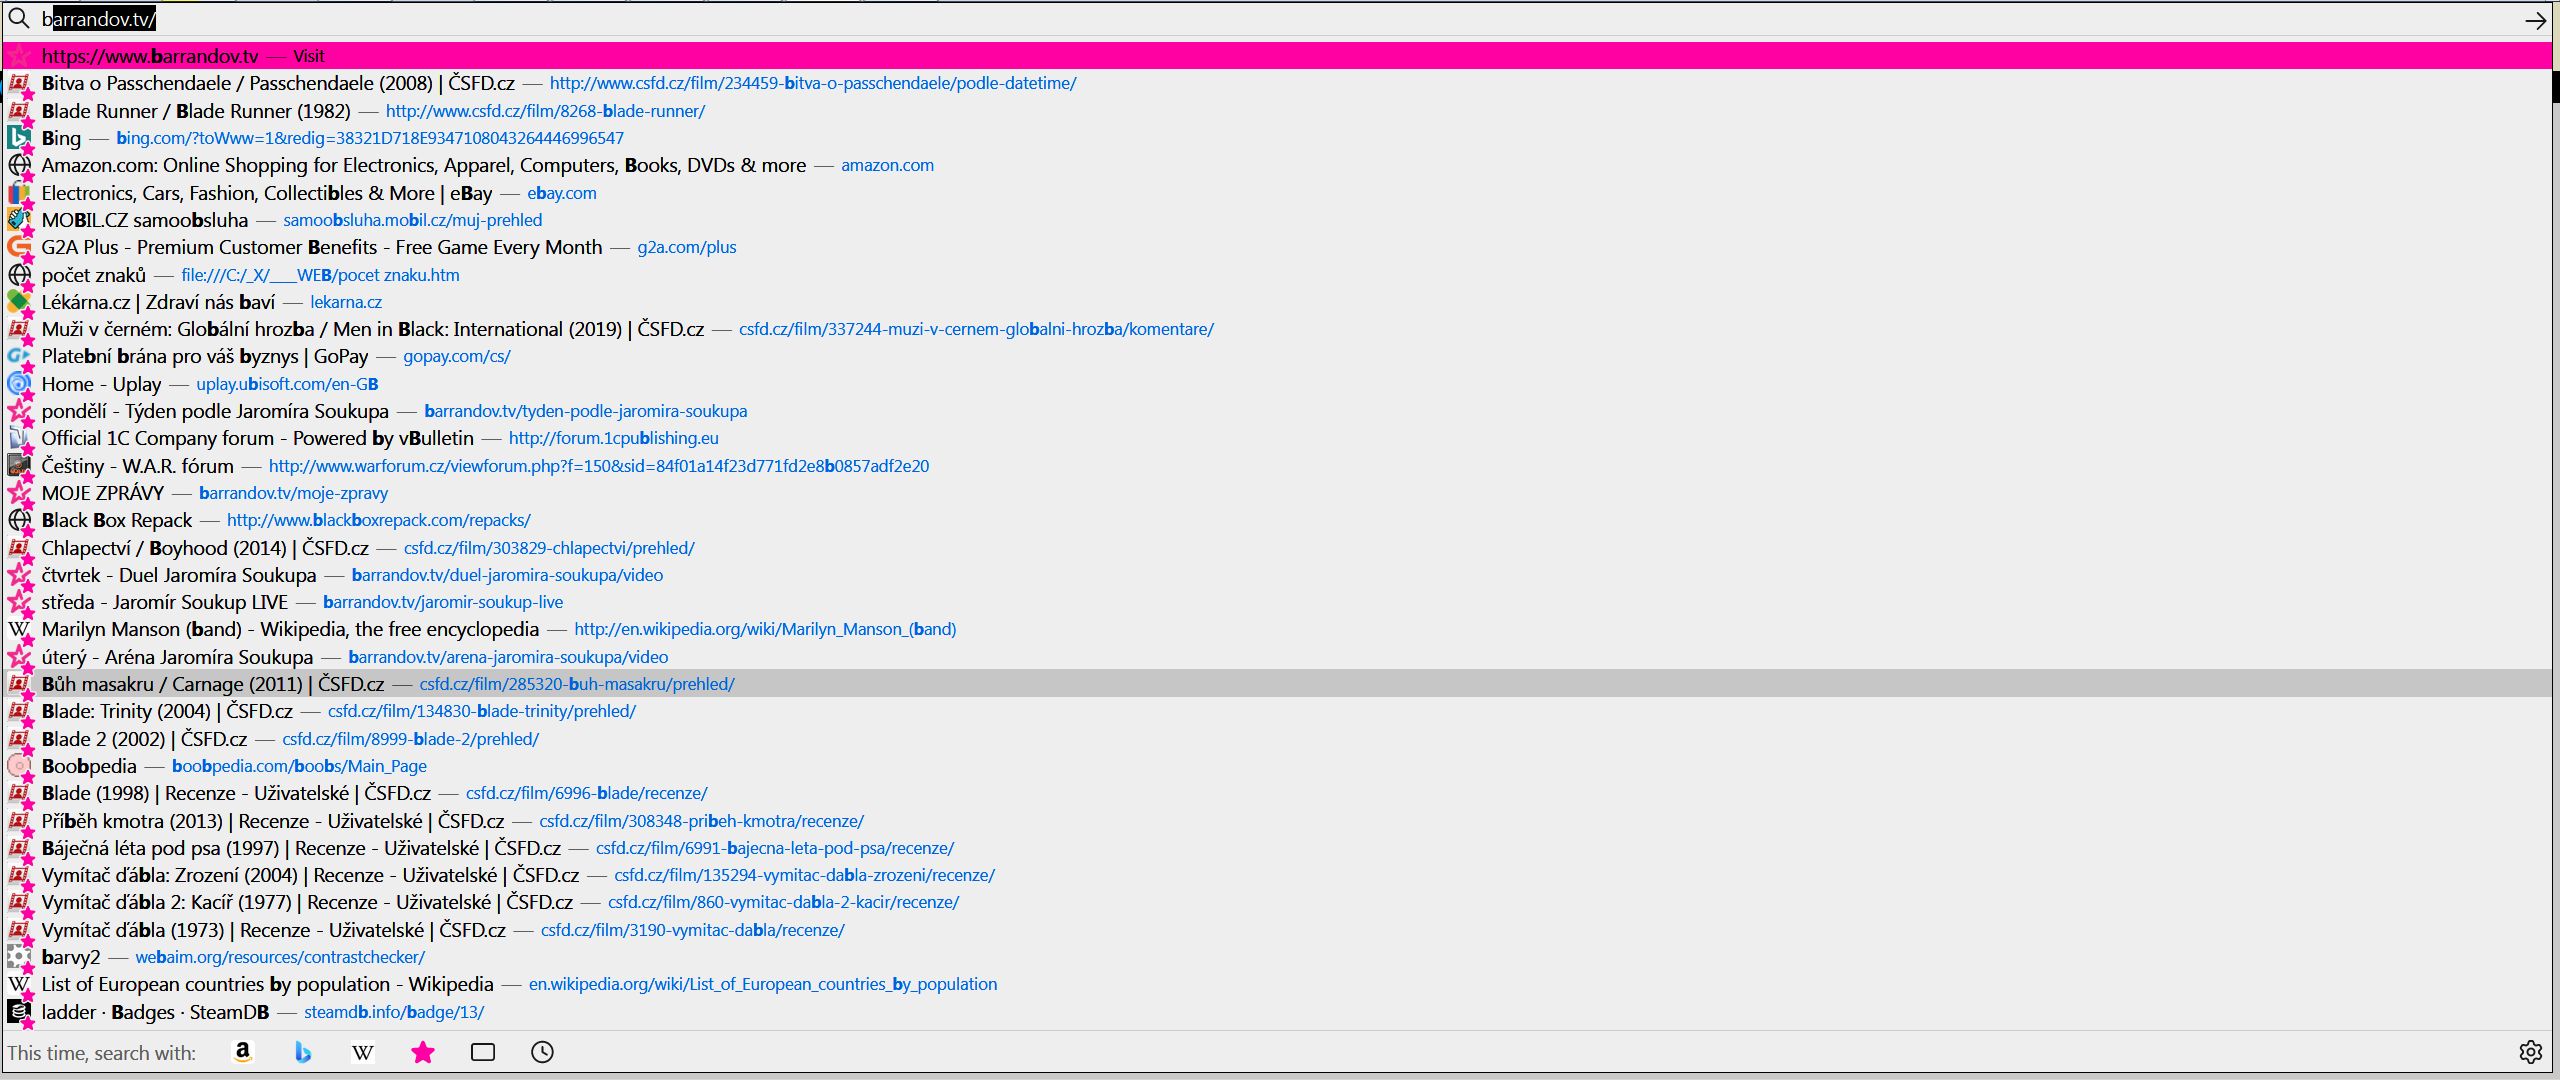 barrandov.tv/
https://www.barrandov.tv — Visit
Bitva o Passchendaele / Passchendaele (2008) | ČSFD.cz — http://www.csfd.cz/film/234459-bitva-o-passchendaele/podle-datetime/
Blade Runner / Blade Runner (1982) — http://www.csfd.cz/film/8268-blade-runner/
Bing — bing.com/?toWww=1&redig=38321D718E9347108043264446996547
Amazon.com: Online Shopping for Electronics, Apparel, Computers, Books, DVDs & more — amazon.com
Electronics, Cars, Fashion, Collectibles & More | eBay — ebay.com
MOBIL.CZ samoobsluha — samoobsluha.mobil.cz/muj-prehled
G2A Plus - Premium Customer Benefits - Free Game Every Month — g2a.com/plus
počet znaků — file:///C:/_X/___WEB/pocet znaku.htm
Lékárna.cz | Zdraví nás baví — lekarna.cz
Muži v černém: Globální hrozba / Men in Black: International (2019) | ČSFD.cz — csfd.cz/film/337244-muzi-v-cernem-globalni-hrozba/komentare/
Platební brána pro váš byznys | GoPay — gopay.com/cs/
Home - Uplay — uplay.ubisoft.com/en-GB
pondělí - Týden podle Jaromíra Soukupa — barrandov.tv/tyden-podle-jaromira-soukupa
Official 1C Company forum - Powered by vBulletin — http://forum.1cpublishing.eu
Češtiny - W.A.R. fórum — http://www.warforum.cz/viewforum.php?f=150&sid=84f01a14f23d771fd2e8b0857adf2e20
MOJE ZPRÁVY — barrandov.tv/moje-zpravy
Black Box Repack — http://www.blackboxrepack.com/repacks/
Chlapectví / Boyhood (2014) | ČSFD.cz — csfd.cz/film/303829-chlapectvi/prehled/
čtvrtek - Duel Jaromíra Soukupa — barrandov.tv/duel-jaromira-soukupa/video
středa - Jaromír Soukup LIVE — barrandov.tv/jaromir-soukup-live
Marilyn Manson (band) - Wikipedia, the free encyclopedia — http://en.wikipedia.org/wiki/Marilyn_Manson_(band)
úterý - Aréna Jaromíra Soukupa — barrandov.tv/arena-jaromira-soukupa/video
Bůh masakru / Carnage (2011) | ČSFD.cz — csfd.cz/film/285320-buh-masakru/prehled/
Blade: Trinity (2004) | ČSFD.cz — csfd.cz/film/134830-blade-trinity/prehled/
Blade 2 (2002) | ČSFD.cz — csfd.cz/film/8999-blade-2/prehled/
Boobpedia — boobpedia.com/boobs/Main_Page
Blade (1998) | Recenze - Uživatelské | ČSFD.cz — csfd.cz/film/6996-blade/recenze/
Příběh kmotra (2013) | Recenze - Uživatelské | ČSFD.cz — csfd.cz/film/308348-pribeh-kmotra/recenze/
Báječná léta pod psa (1997) | Recenze - Uživatelské | ČSFD.cz — csfd.cz/film/6991-bajecna-leta-pod-psa/recenze/
Vymítač ďábla: Zrození (2004) | Recenze - Uživatelské | ČSFD.cz — csfd.cz/film/135294-vymitac-dabla-zrozeni/recenze/
Vymítač ďábla 2: Kacíř (1977) | Recenze - Uživatelské | ČSFD.cz — csfd.cz/film/860-vymitac-dabla-2-kacir/recenze/
Vymítač ďábla (1973) | Recenze - Uživatelské | ČSFD.cz — csfd.cz/film/3190-vymitac-dabla/recenze/
barvy2 — webaim.org/resources/contrastchecker/
List of European countries by population - Wikipedia — en.wikipedia.org/wiki/List_of_European_countries_by_population
ladder · Badges · SteamDB — steamdb.info/badge/13/
This time, search with: